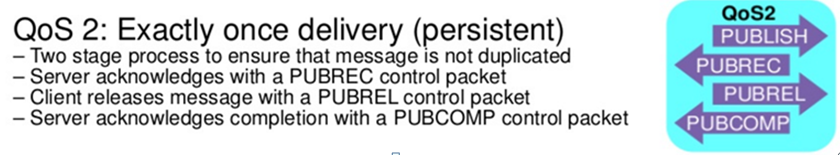 QoS 2: Exactly once delivery (persistent)
– Two stage process to ensure that message is not duplicated
– Server acknowledges with a PUBREC control packet
– Client releases message with a PUBREL control packet
– Server acknowledges completion with a PUBCOMP control packet
QoS2
PUBLISH
PUBREC
PUBREL
PUBCOMP